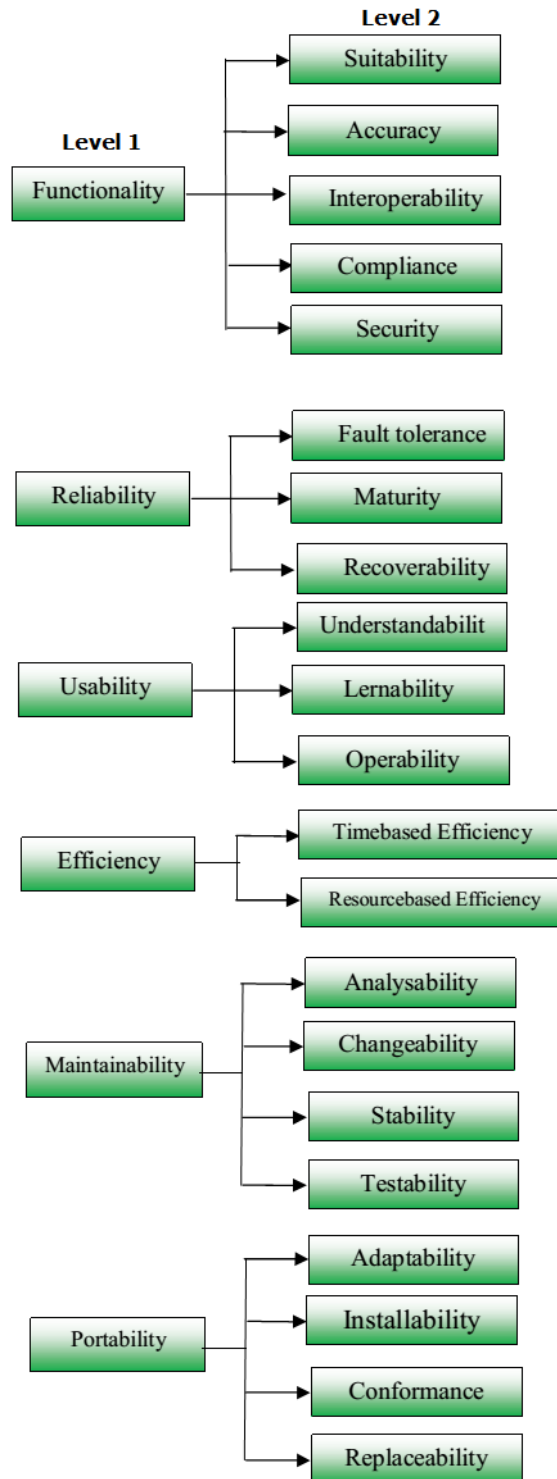 Level 2
Suitability
Accuracy
Level 1
Functionality
Interoperability
Compliance
Security
Fault tolerance
Reliability
Maturity
Recoverability
Understandabilit
Usability
Lernability
Operability
Timebased Efficiency
Efficiency
Resourcebased Efficiency
Analysability
Changeability
Maintainability
Stability
Testability
Adaptability
Installability
Portability
Conformance
Replaceability